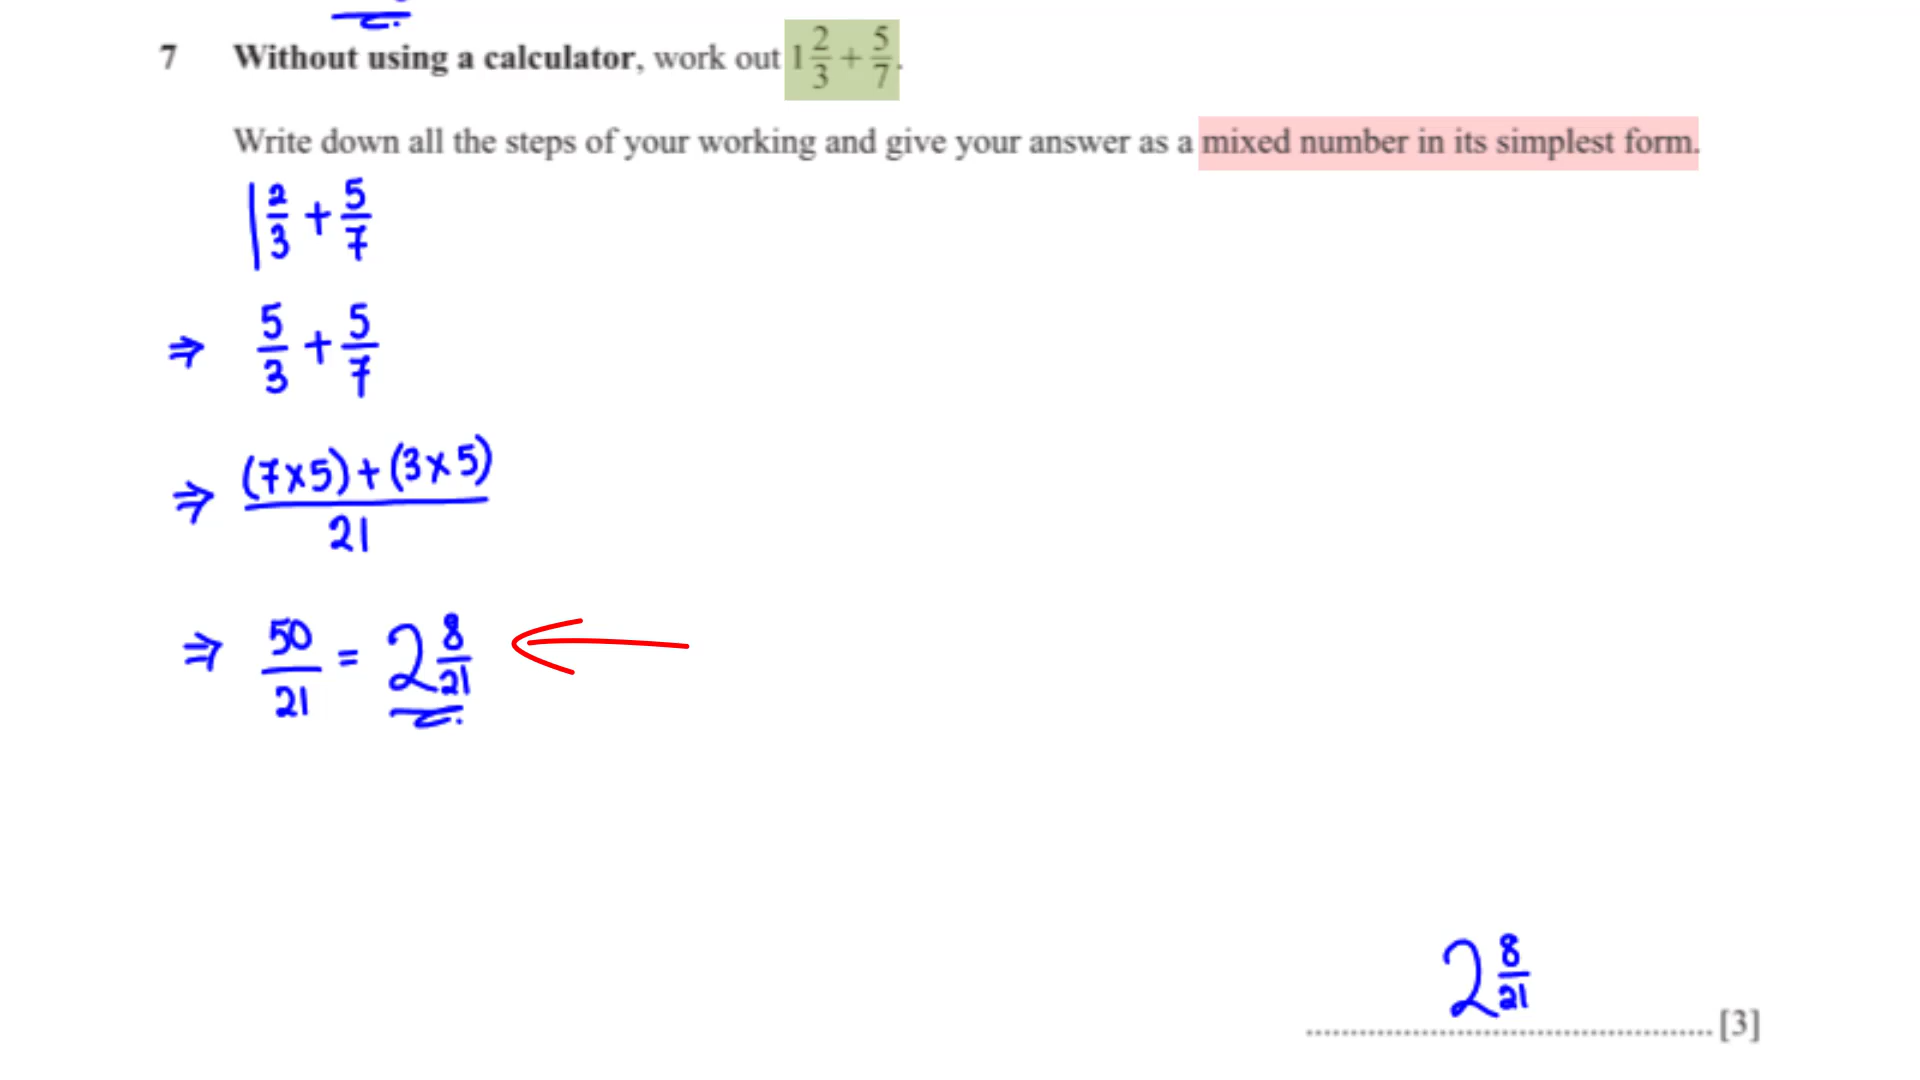 7 Without using a calculator, work out 1 2/3 + 5/7.
Write down all the steps of your working and give your answer as a mixed number in its simplest form.
1 2/3 + 5/7
⇒ 5/3 + 5/7
⇒ (7×5)+(3×5)/21
⇒ 50/21 = 2 8/21
2 8/21
[3]